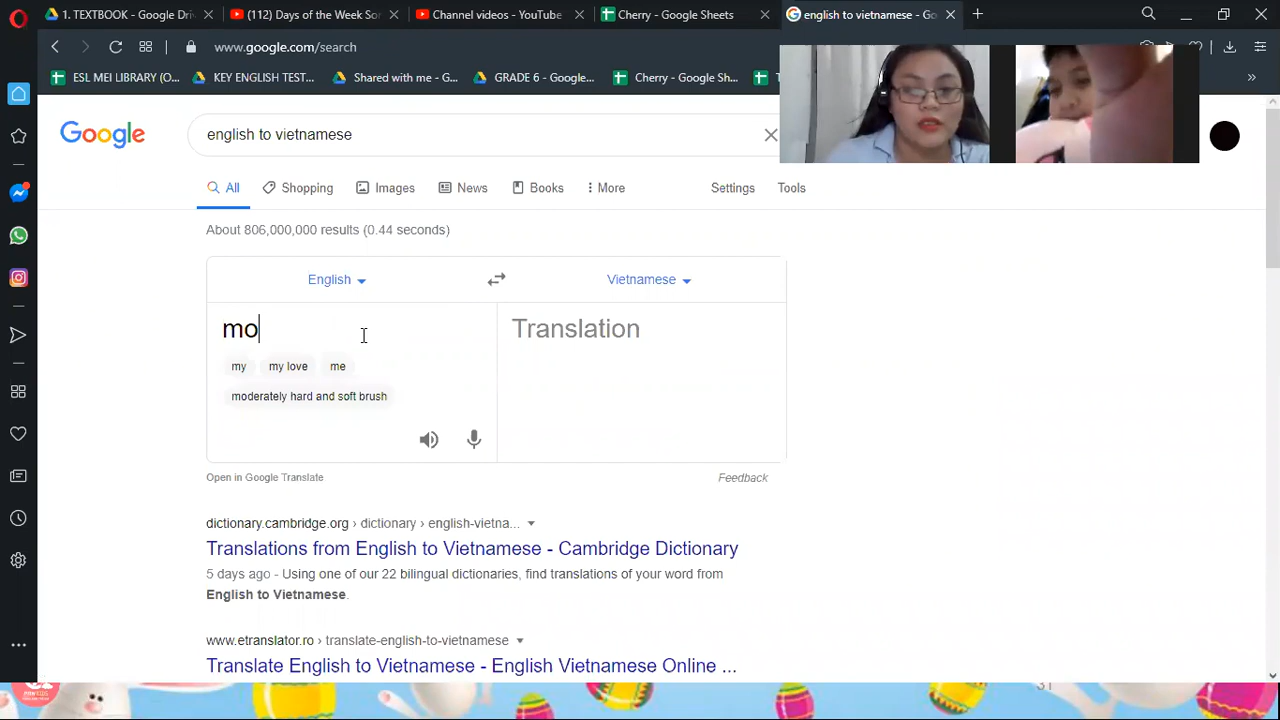 1. TEXTBOOK - Google Dri
(112) Days of the Week Son
Channel videos - YouTube
Cherry - Google Sheets
english to vietnamese - Go
www.google.com/search
ESL MEI LIBRARY (O...
KEY ENGLISH TEST...
Shared with me - G...
GRADE 6 - Google...
Cherry - Google Sh...
Google
english to vietnamese
All
Shopping
Images
News
Books
More
Settings
Tools
About 806,000,000 results (0.44 seconds)
English
Vietnamese
mo
Translation
my
my love
me
moderately hard and soft brush
Open in Google Translate
Feedback
dictionary.cambridge.org › dictionary › english-vietna...
Translations from English to Vietnamese - Cambridge Dictionary
5 days ago - Using one of our 22 bilingual dictionaries, find translations of your word from
English to Vietnamese.
www.etranslator.ro › translate-english-to-vietnamese
Translate English to Vietnamese - English Vietnamese Online ...
31